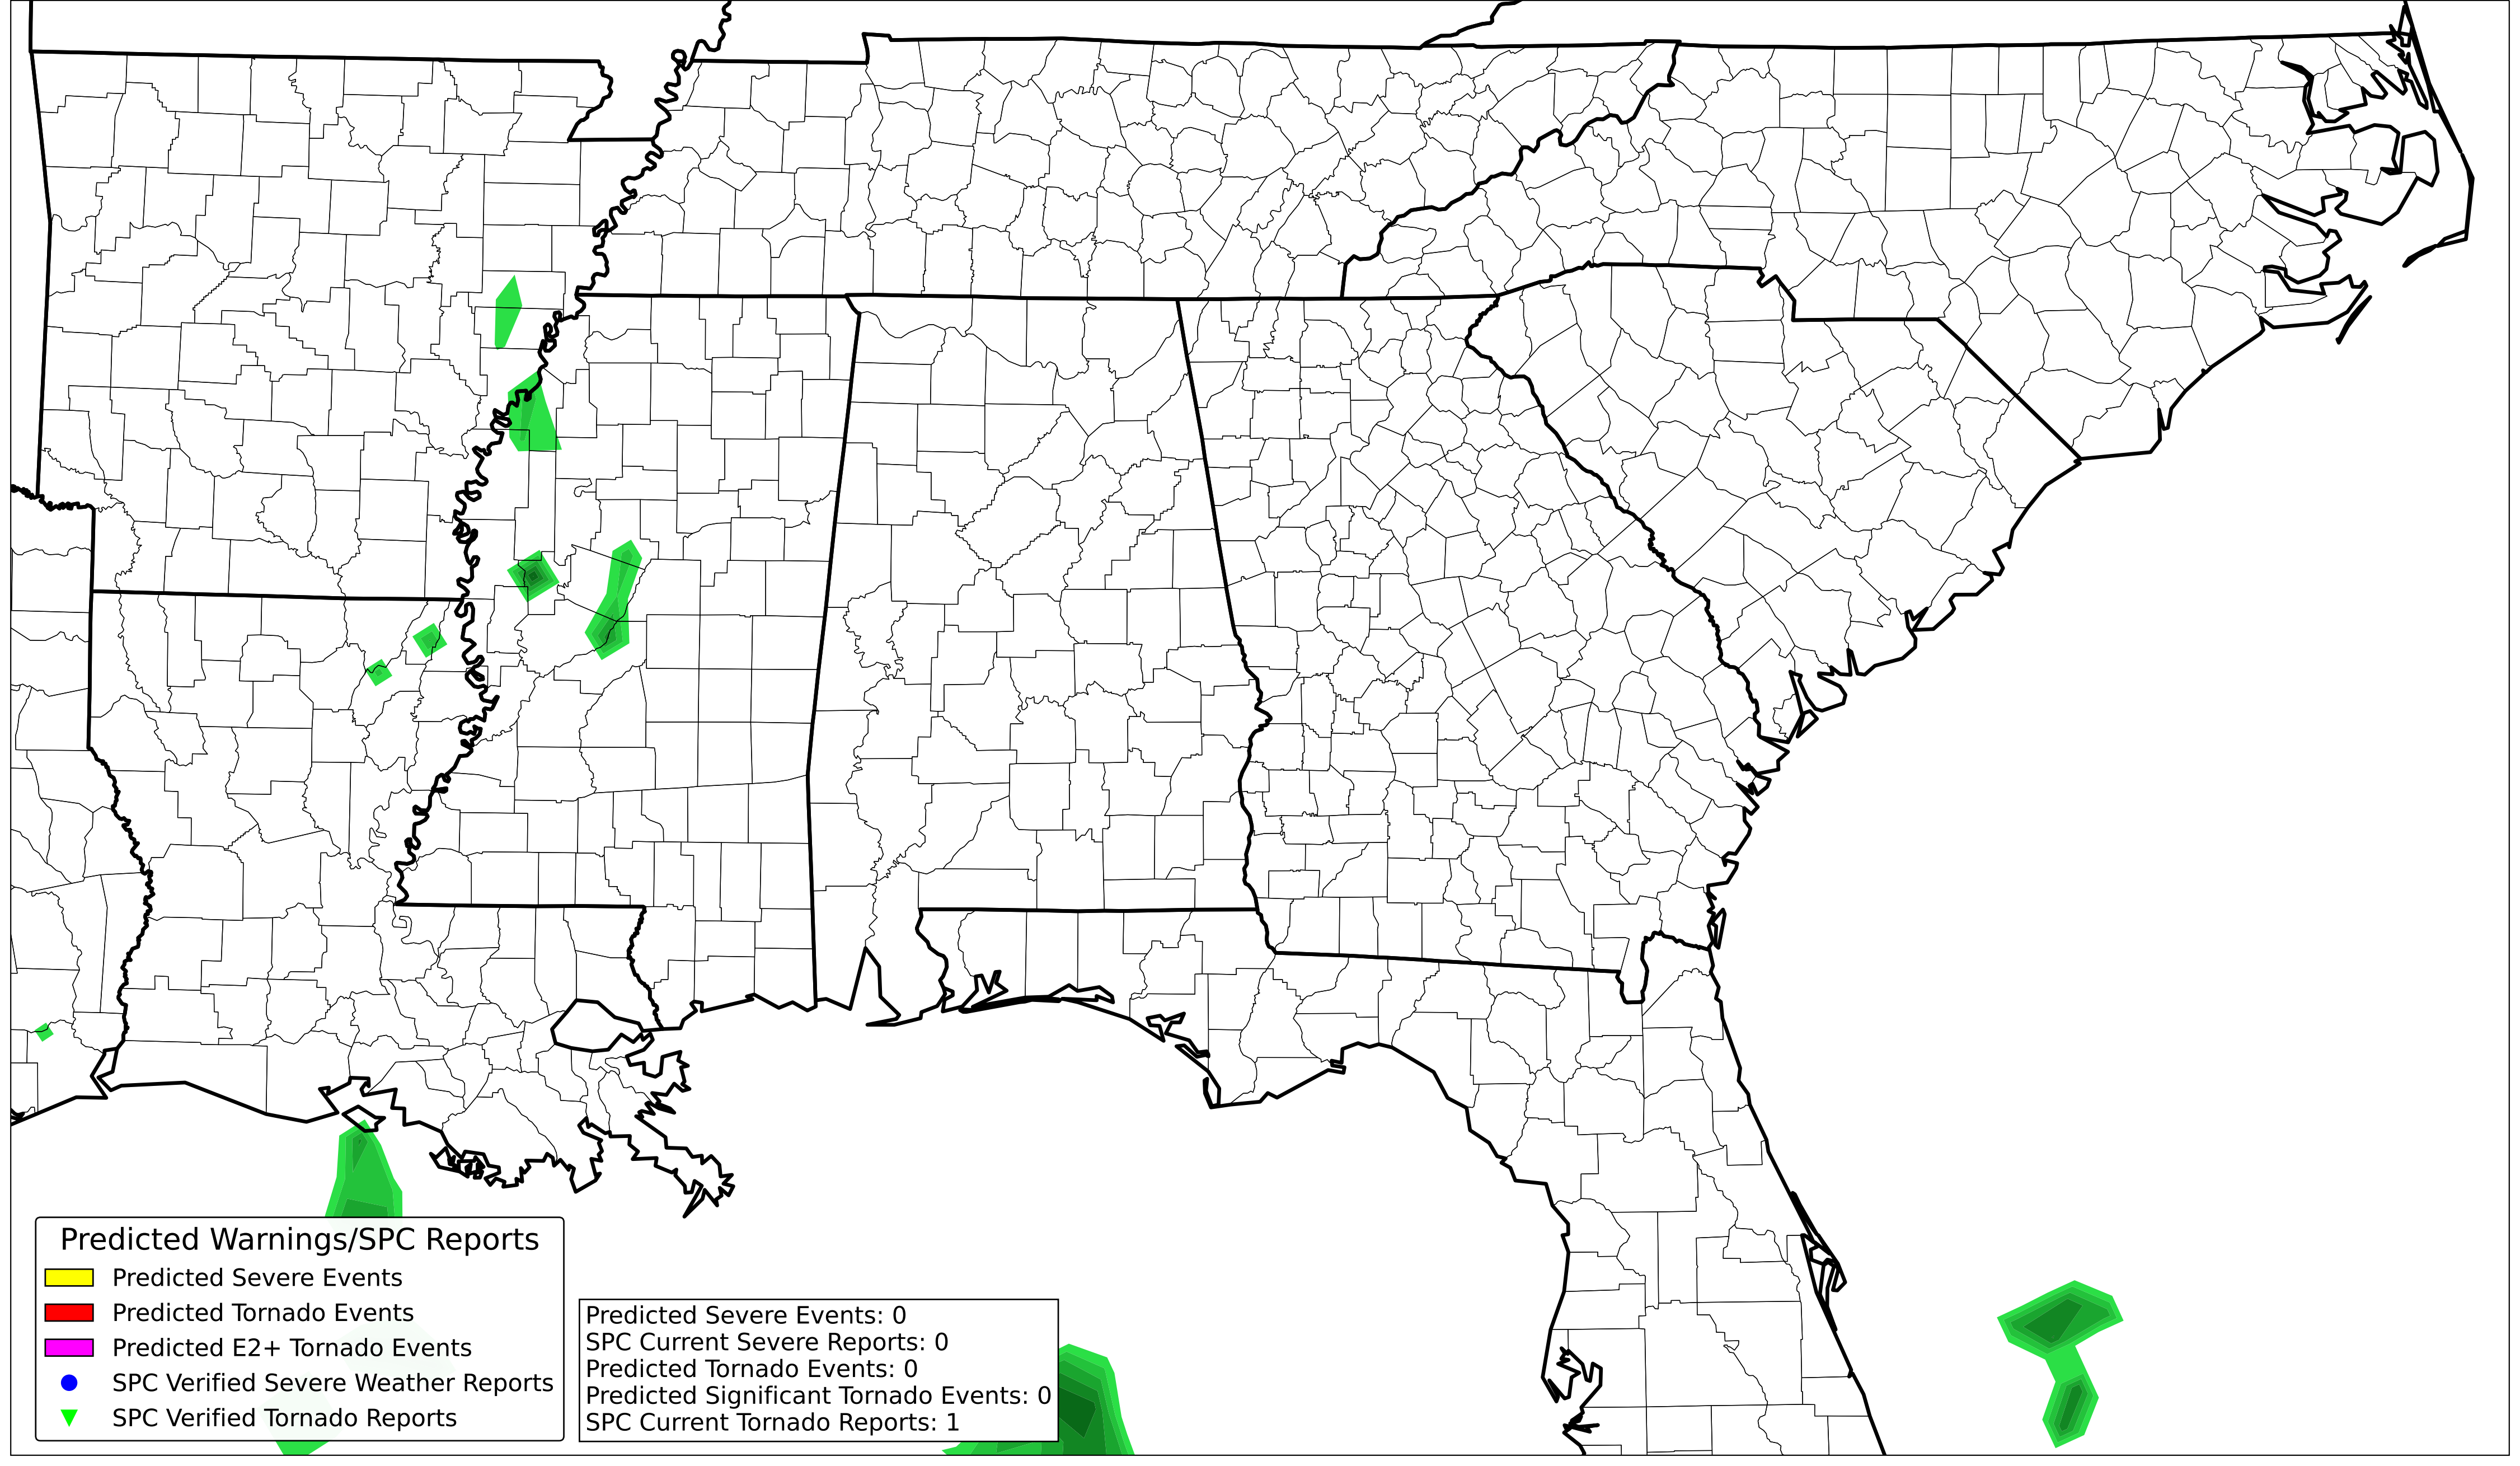 Predicted Warnings/SPC Reports
Predicted Severe Events
Predicted Tornado Events
Predicted E2+ Tornado Events
SPC Verified Severe Weather Reports
SPC Verified Tornado Reports
Predicted Severe Events: 0
SPC Current Severe Reports: 0
Predicted Tornado Events: 0
Predicted Significant Tornado Events: 0
SPC Current Tornado Reports: 1